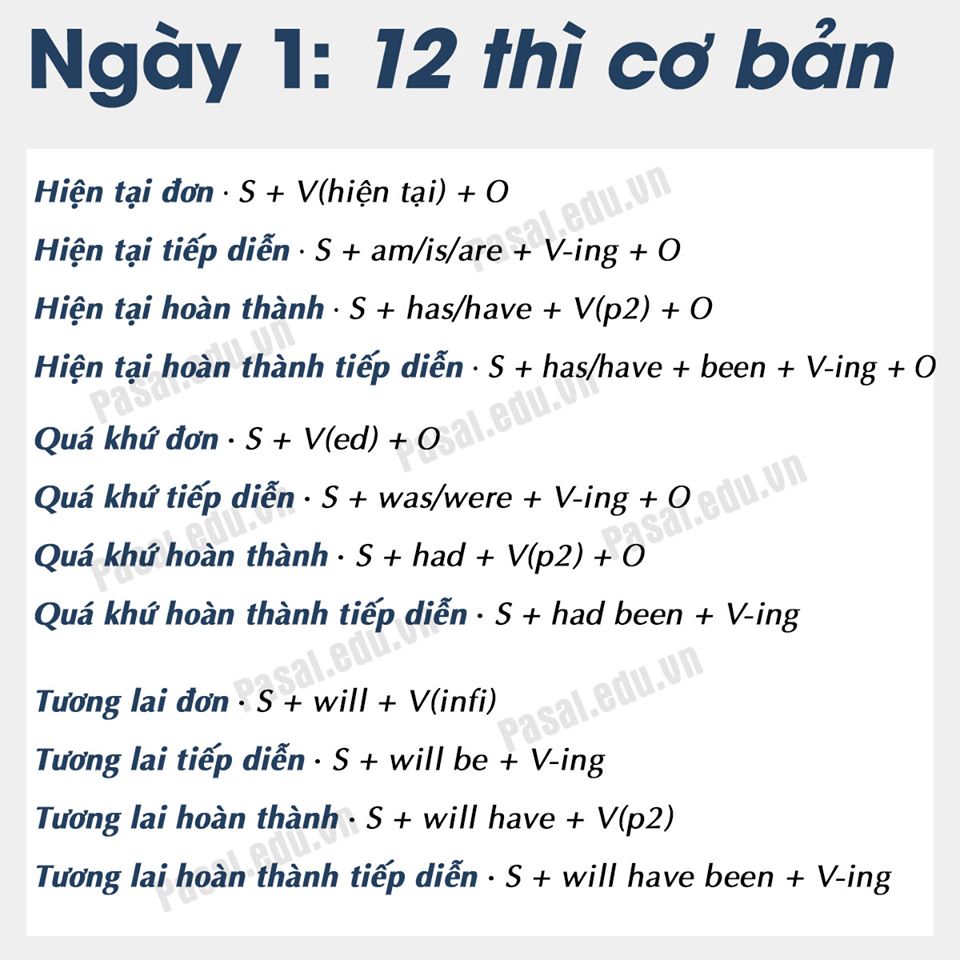 Ngày 1: 12 thì cơ bản
Hiện tại đơn · S + V(hiện tại) + O
Hiện tại tiếp diễn · S + am/is/are + V-ing + O
Hiện tại hoàn thành · S + has/have + V(p2) + O
Hiện tại hoàn thành tiếp diễn · S + has/have + been + V-ing + O
Quá khứ đơn · S + V(ed) + O
Quá khứ tiếp diễn · S + was/were + V-ing + O
Quá khứ hoàn thành · S + had + V(p2) + O
Quá khứ hoàn thành tiếp diễn · S + had been + V-ing
Tương lai đơn · S + will + V(infi)
Tương lai tiếp diễn · S + will be + V-ing
Tương lai hoàn thành · S + will have + V(p2)
Tương lai hoàn thành tiếp diễn · S + will have been + V-ing
Pasal.edu.vn
Pasal.edu.vn
Pasal.edu.vn
Pasal.edu.vn
Pasal.edu.vn
Pasal.edu.vn
Pasal.edu.vn
Pasal.edu.vn